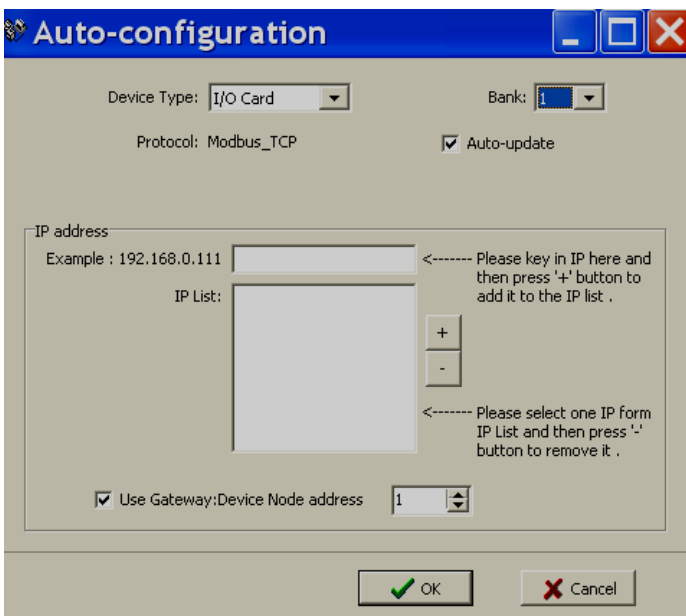 Auto-configuration
Device Type: I/O Card
Bank: 1
Protocol: Modbus_TCP
Auto-update
IP address
Example : 192.168.0.111
<------- Please key in IP here and
then press '+' button to
add it to the IP list .
IP List:
+
-
<------- Please select one IP form
IP List and then press '-'
button to remove it .
Use Gateway:Device Node address 1
OK
Cancel